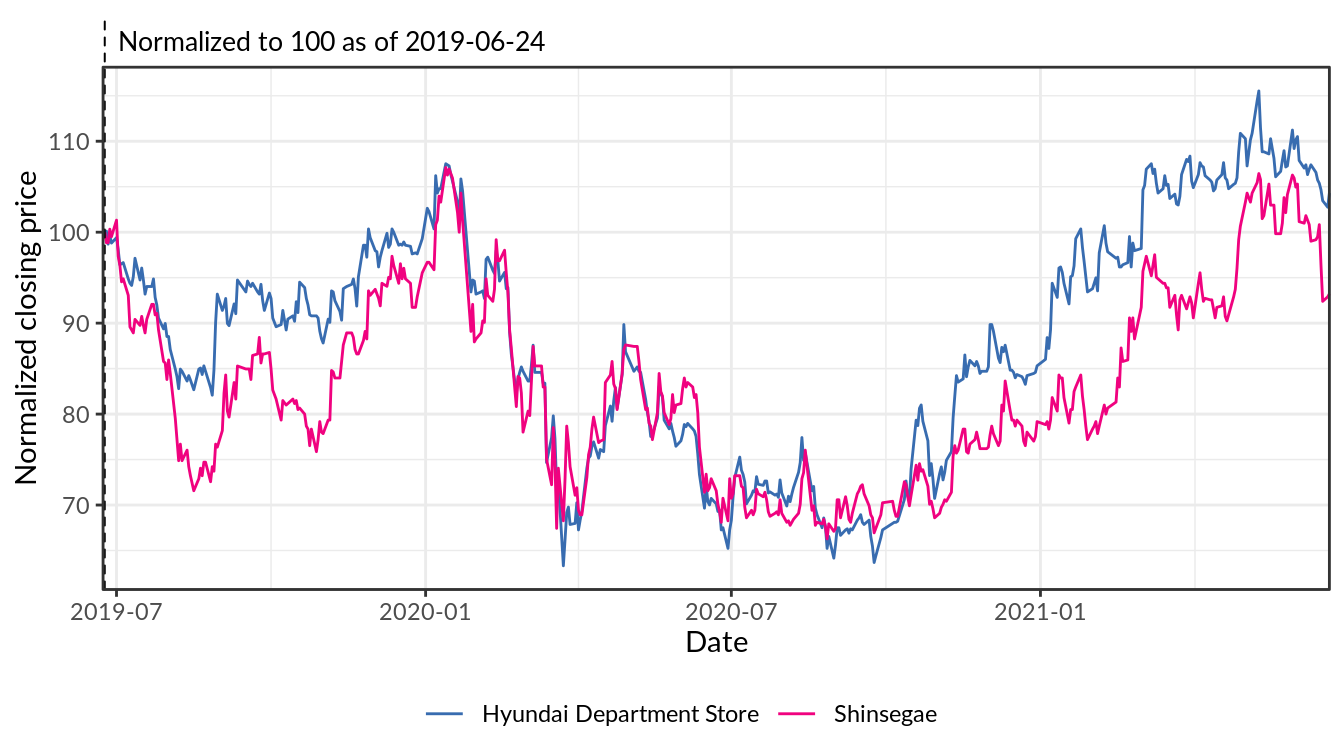 Normalized to 100 as of 2019-06-24
Normalized closing price
110
100
90
80
70
2019-07
2020-01
2020-07
2021-01
Date
Hyundai Department Store
Shinsegae